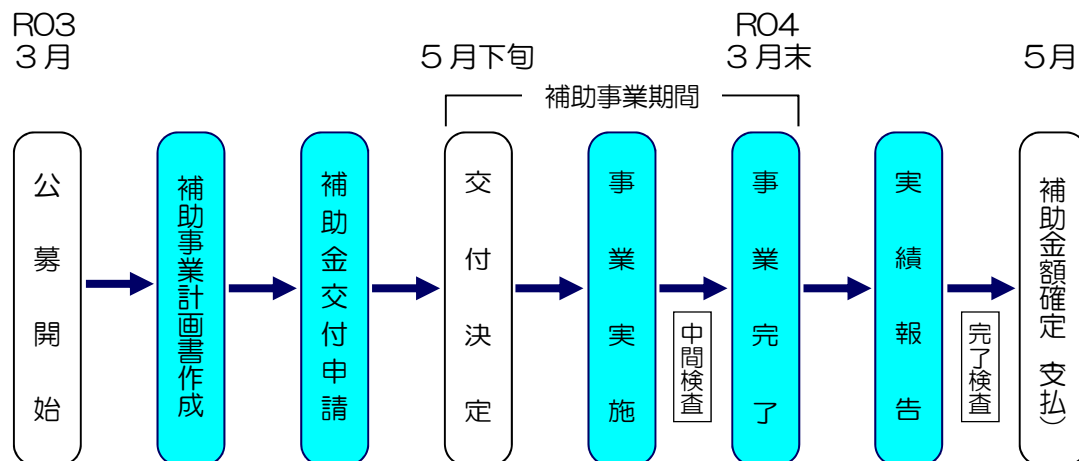 R03
3月
5月下旬
R04
3月末
5月
補助事業期間
公募開始
補助事業計画書作成
補助金交付申請
交付決定
事業実施
中間検査
事業完了
実績報告
完了検査
補助金額確定(支払)